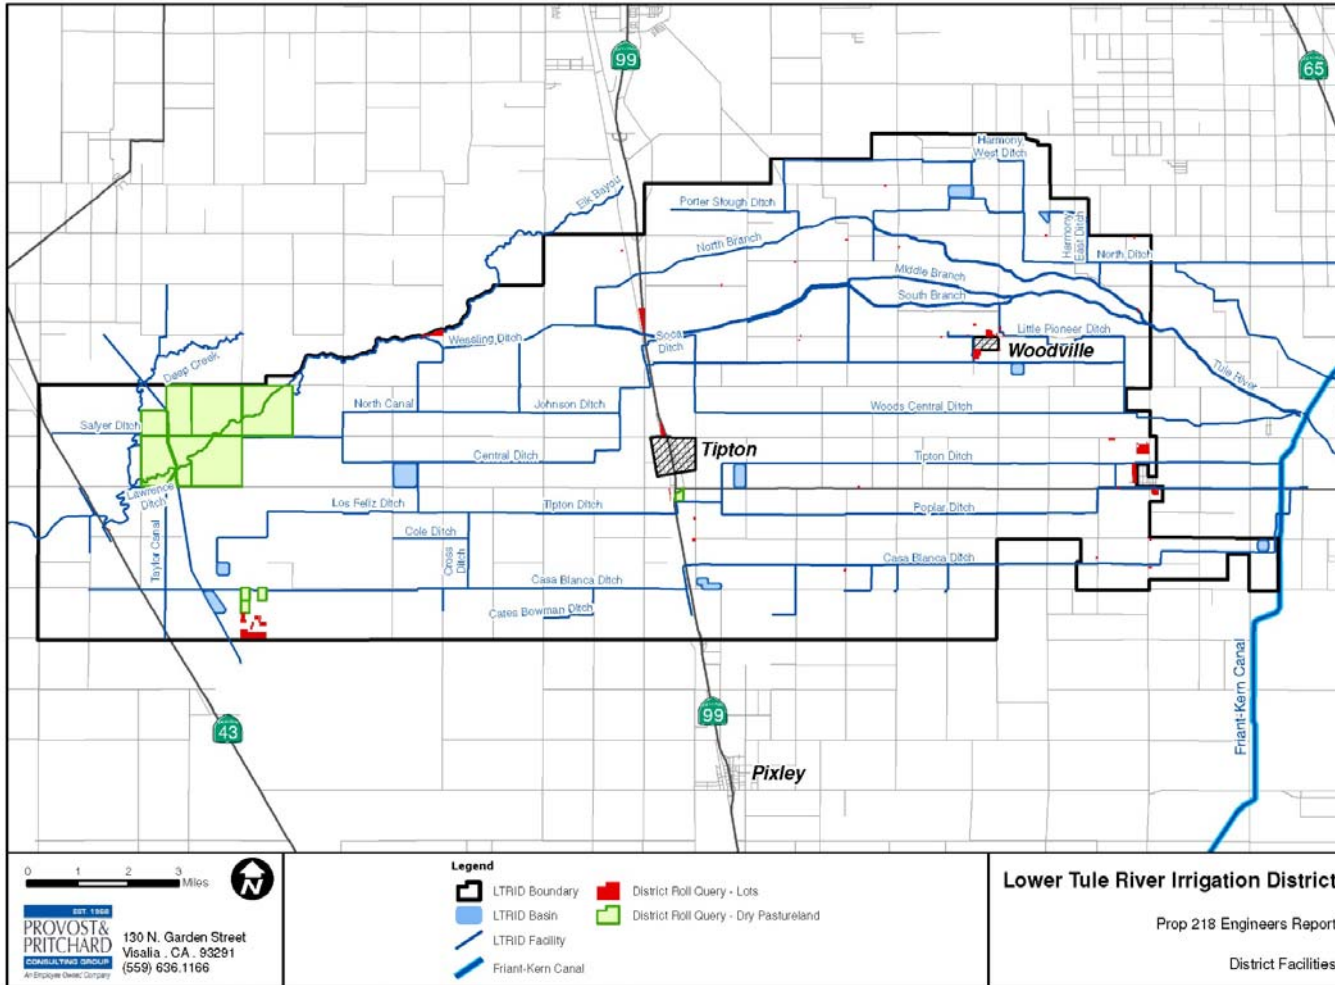 99
65
Harmony
West Ditch
Elk Bayou
Porter Slough Ditch
Harmony
East Ditch
North Branch
North Ditch
Middle Branch
South Branch
Little Pioneer Ditch
Wessling Ditch
Ditch
Woodville
Deep Creek
Tule River
North Canal
Johnson Ditch
Woods Central Ditch
Salyer Ditch
Tipton
Central Ditch
Tipton Ditch
Lawrence
Ditch
Los Feliz Ditch
Tipton Ditch
Poplar Ditch
Cole Ditch
Cross
Ditch
Taylor Canal
Casa Blanca Ditch
Casa Blanca Ditch
Cates Bowman Ditch
Friant-Kern Canal
43
99
Pixley
0 1 2 3
Miles
N
EST. 1968
PROVOST&
PRITCHARD
CONSULTING GROUP
An Employee Owned Company
130 N. Garden Street
Visalia . CA . 93291
(559) 636.1166
Legend
LTRID Boundary
LTRID Basin
LTRID Facility
Friant-Kern Canal
District Roll Query - Lots
District Roll Query - Dry Pastureland
Lower Tule River Irrigation District
Prop 218 Engineers Report
District Facilities